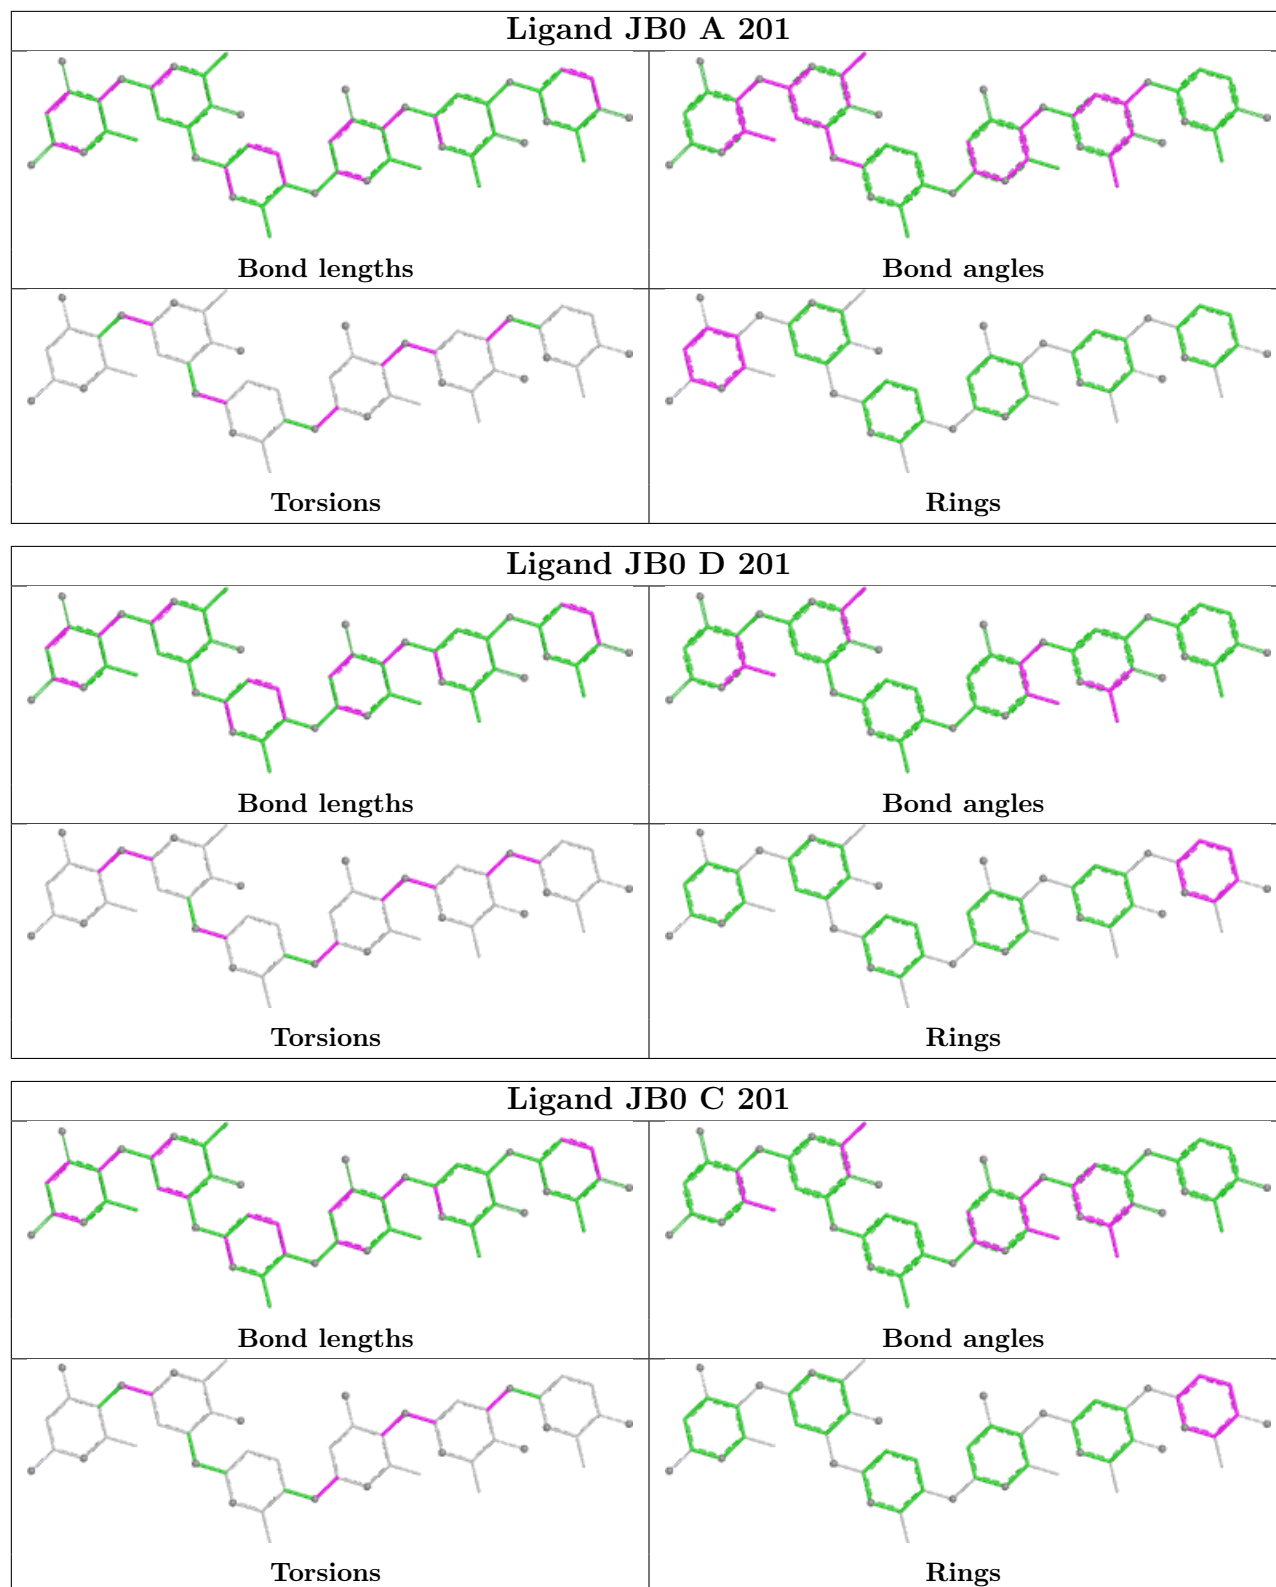 Ligand JB0 A 201
Bond lengths
Bond angles
Torsions
Rings
Ligand JB0 D 201
Bond lengths
Bond angles
Torsions
Rings
Ligand JB0 C 201
Bond lengths
Bond angles
Torsions
Rings